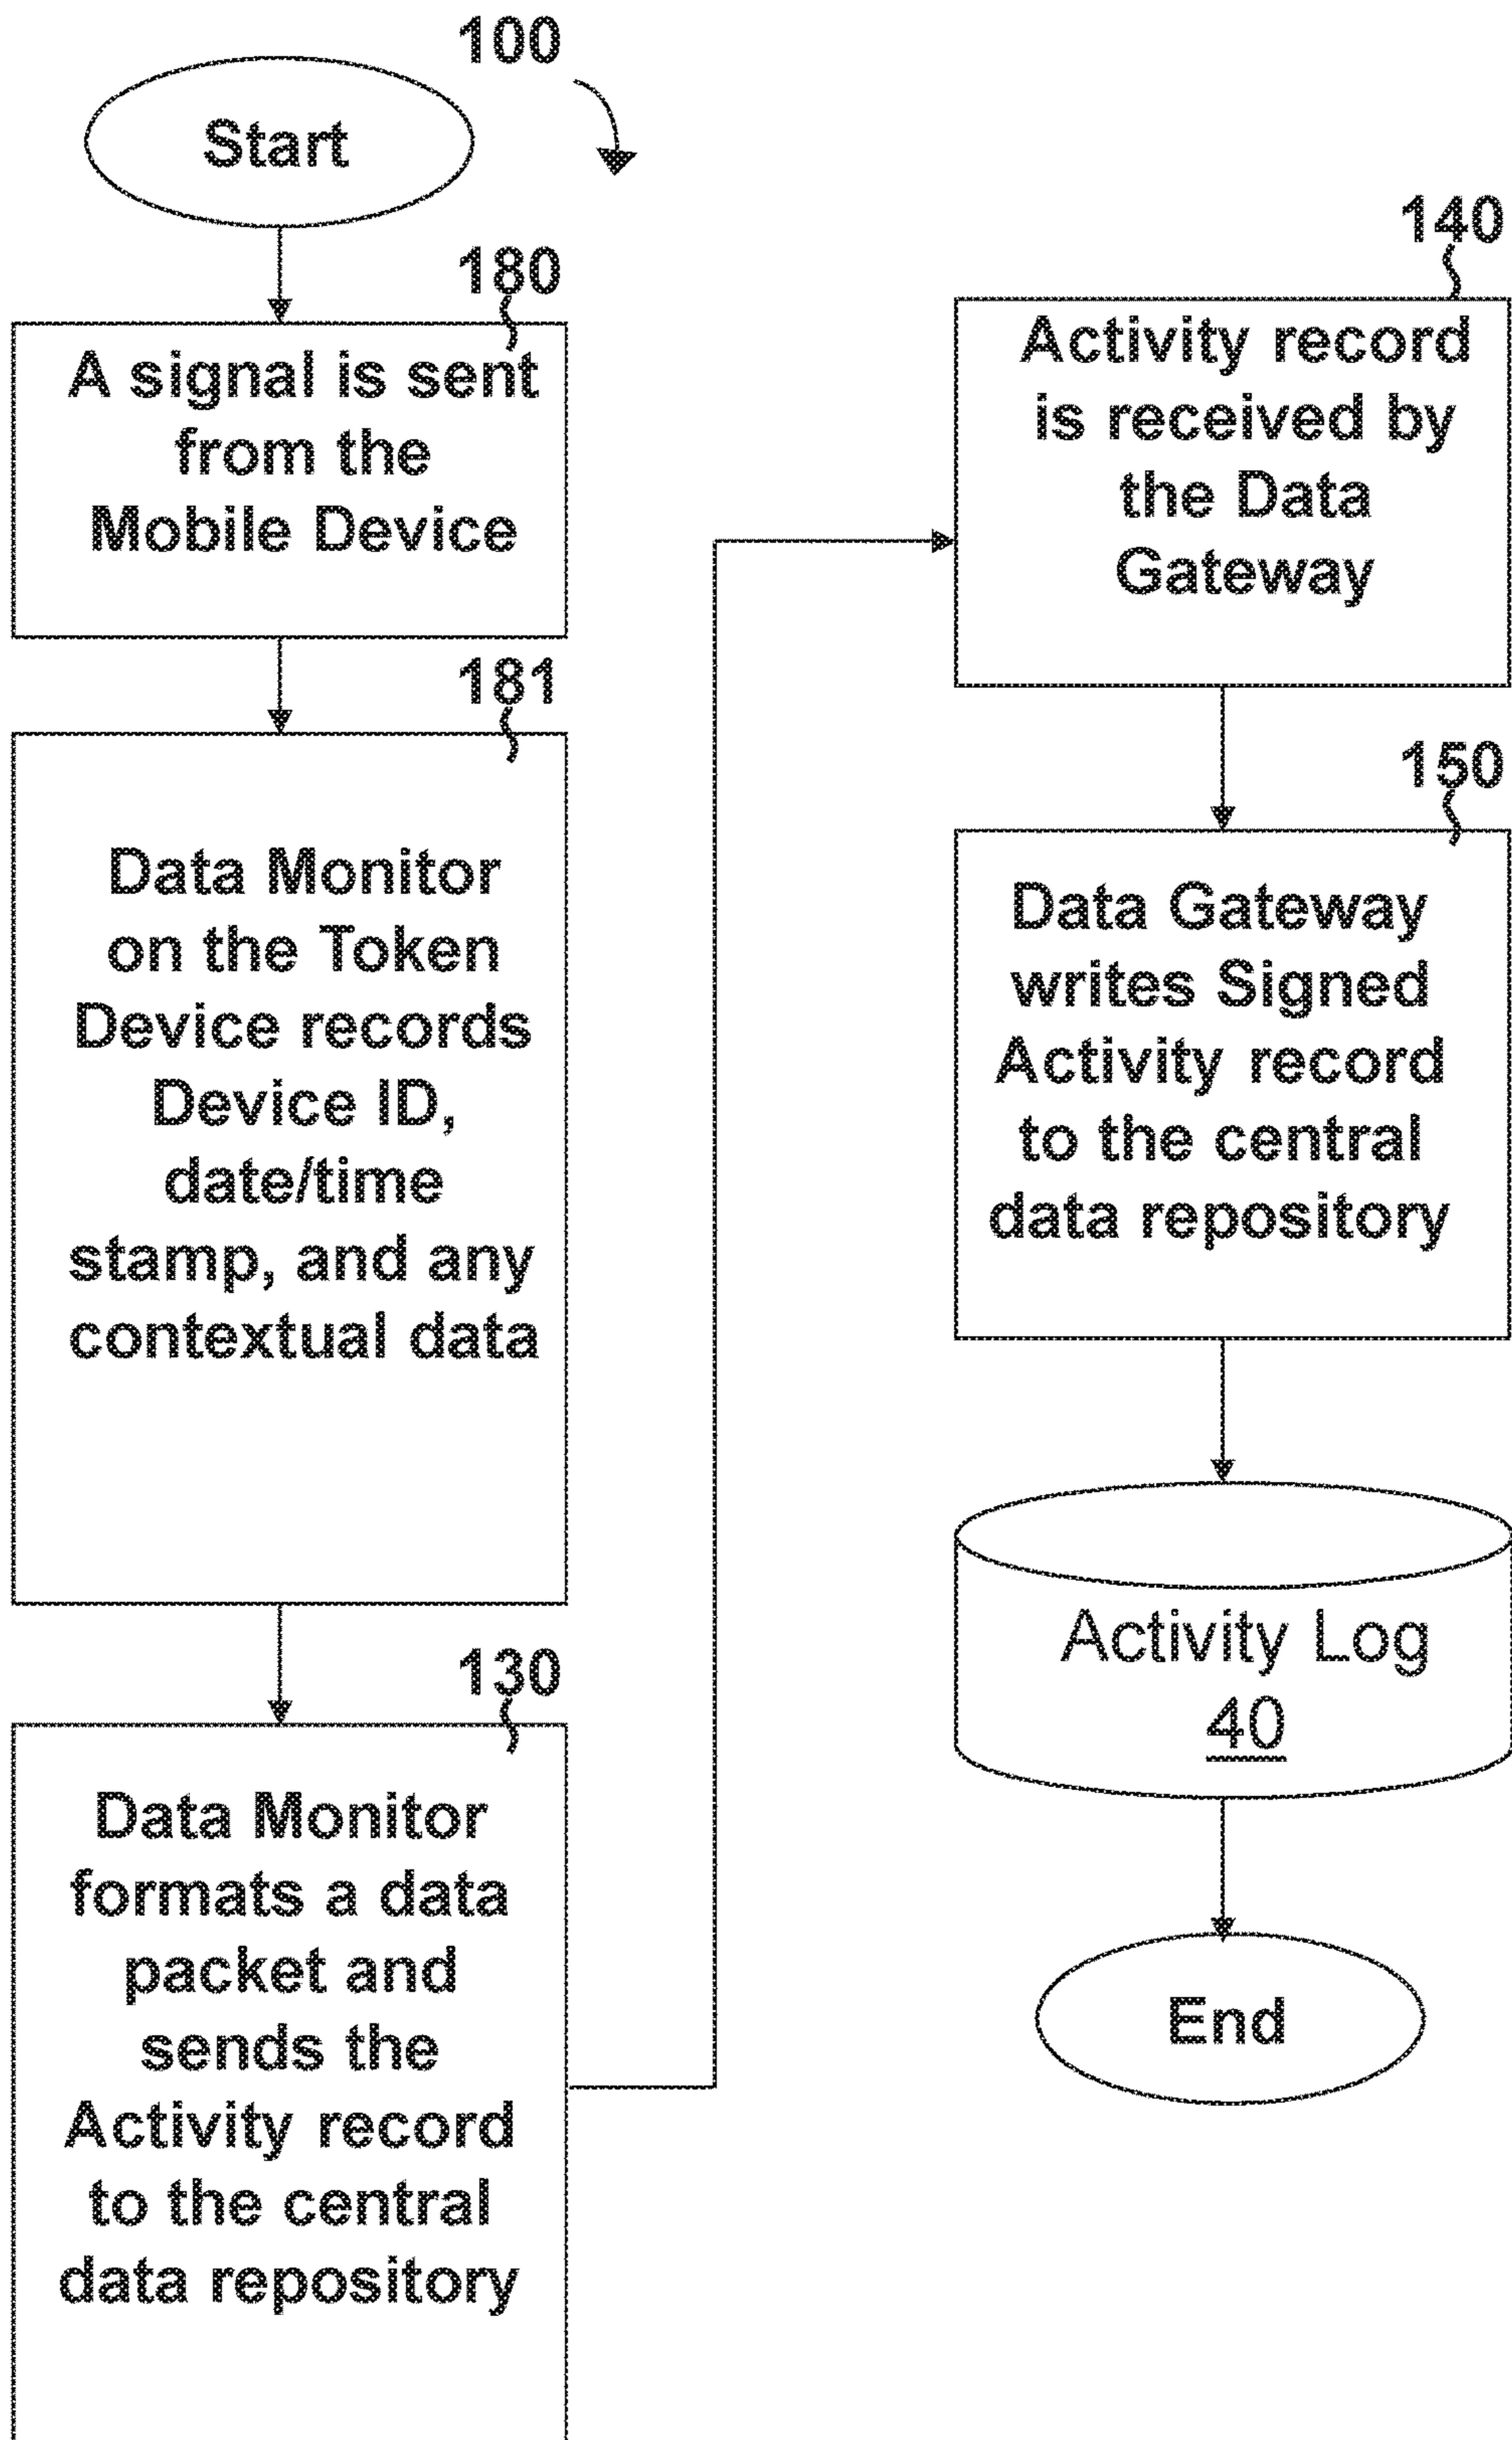 100
Start
180
A signal is sent
from the
Mobile Device
181
Data Monitor
on the Token
Device records
Device ID,
date/time
stamp, and any
contextual data
130
Data Monitor
formats a data
packet and
sends the
Activity record
to the central
data repository
140
Activity record
is received by
the Data
Gateway
150
Data Gateway
writes Signed
Activity record
to the central
data repository
Activity Log
40
End